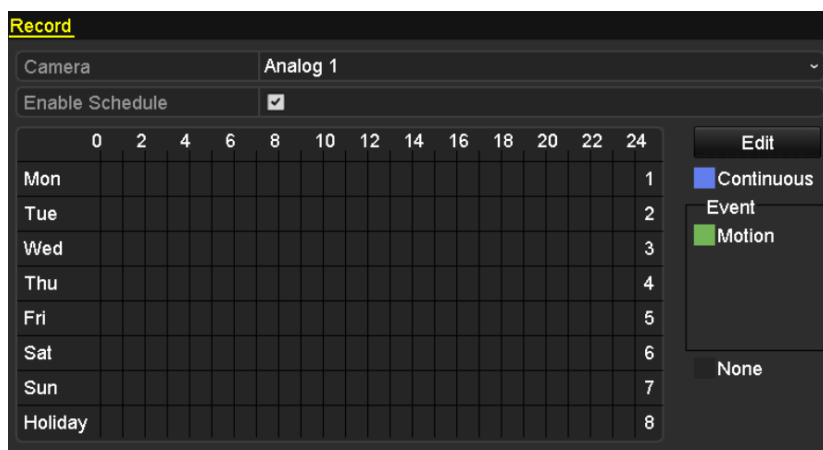 Record
Camera Analog 1
Enable Schedule
0 2 4 6 8 10 12 14 16 18 20 22 24 Edit
Mon 1 Continuous
Tue 2 Event
Wed 3 Motion
Thu 4
Fri 5
Sat 6 None
Sun 7
Holiday 8